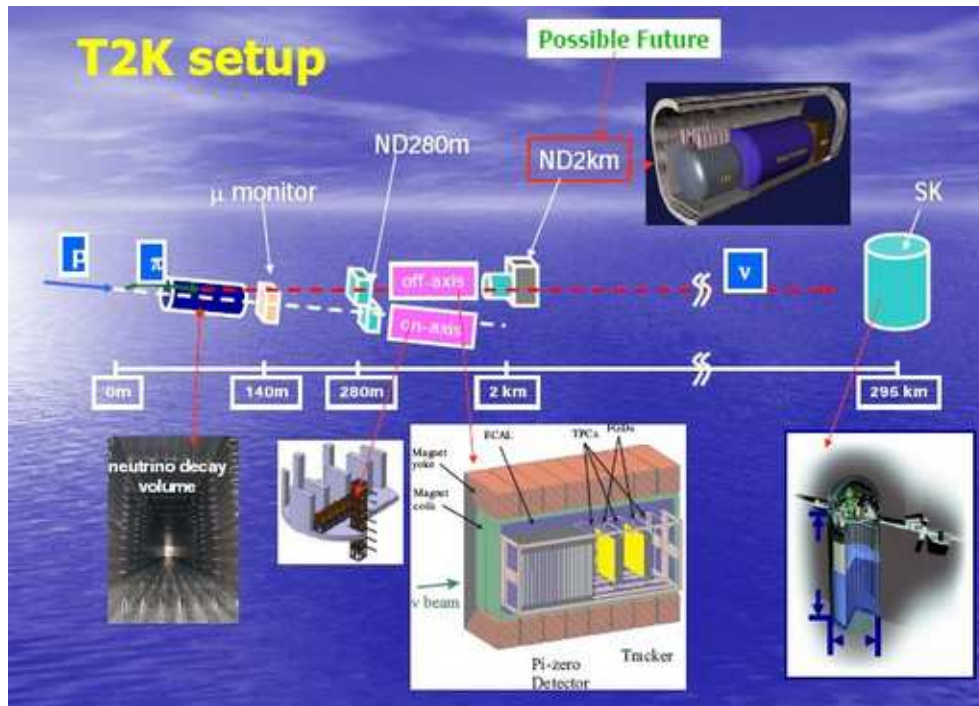 T2K setup
Possible Future
ND280m
ND2km
μ monitor
SK
p
π
off-axis
ν
on-axis
0m
140m
280m
2 km
295 km
neutrino decay
volume
ECAL
TPCs
FGDs
Magnet
yoke
Magnet
coils
ν beam
Pi-zero
Detector
Tracker